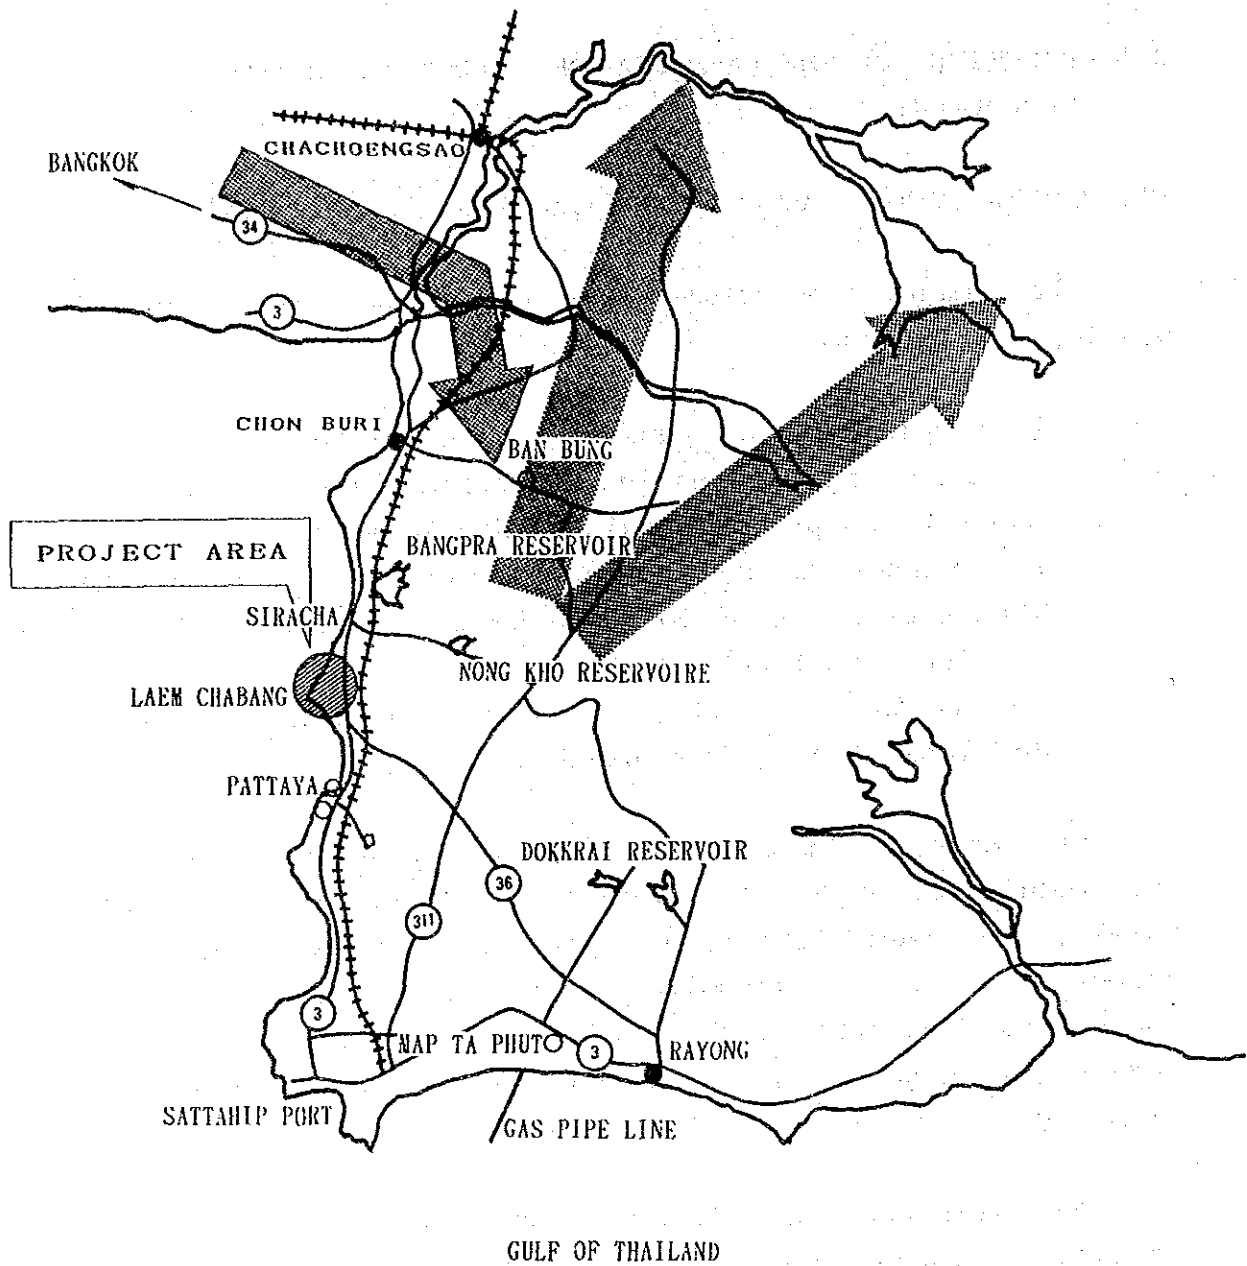 CHACHOENGSAO
BANGKOK
34
3
CHON BURI
BAN BUNG
PROJECT AREA
BANGPRA RESERVOIR
SIRACHA
NONG KHO RESERVOIRE
LAEM CHABANG
PATTAYA
DOKKRAI RESERVOIR
36
311
3
MAP TA PHUT
3
RAYONG
SATTAHIP PORT
GAS PIPE LINE
GULF OF THAILAND